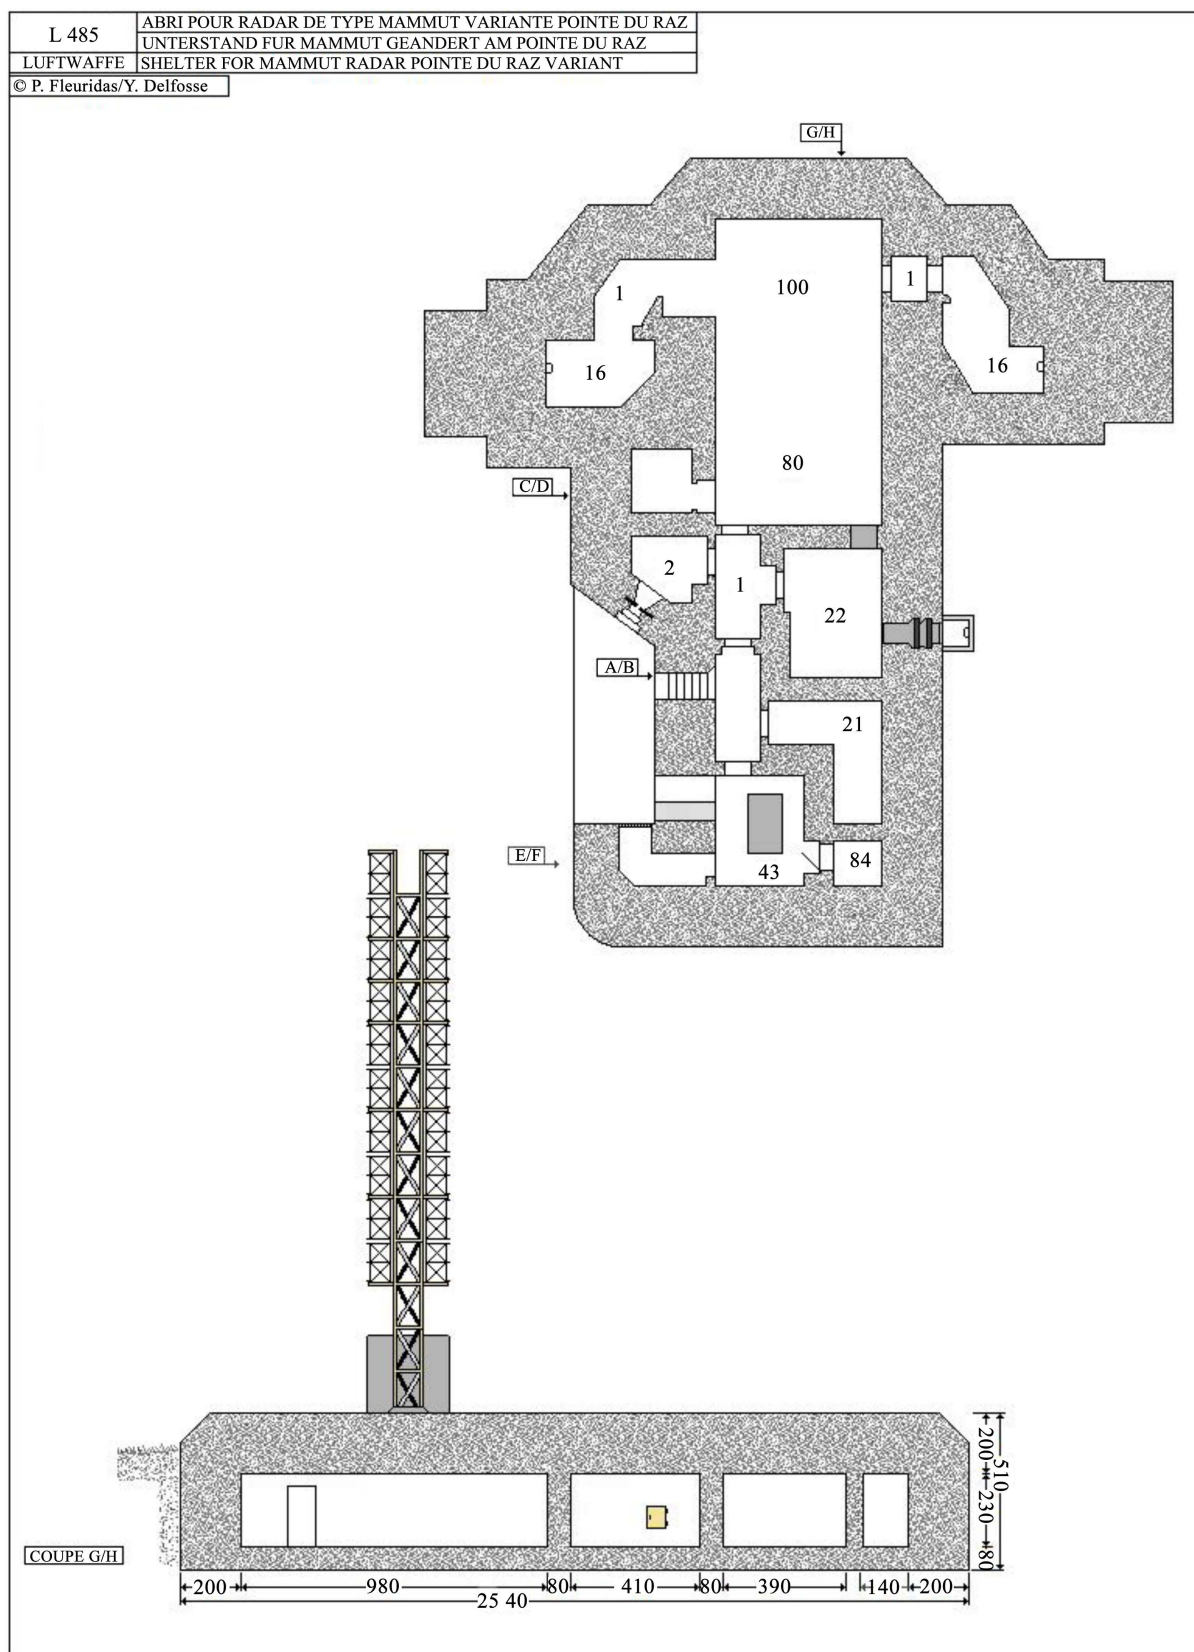 L 485
ABRI POUR RADAR DE TYPE MAMMUT VARIANTE POINTE DU RAZ
UNTERSTAND FUR MAMMUT GEANDERT AM POINTE DU RAZ
LUFTWAFFE
SHELTER FOR MAMMUT RADAR POINTE DU RAZ VARIANT
© P. Fleuridas/Y. Delfosse
G/H
1
100
1
16
16
80
C/D
2
1
22
A/B
21
E/F
43
84
200
510
230
80
COUPE G/H
200
980
80
410
80
390
140
200
25 40